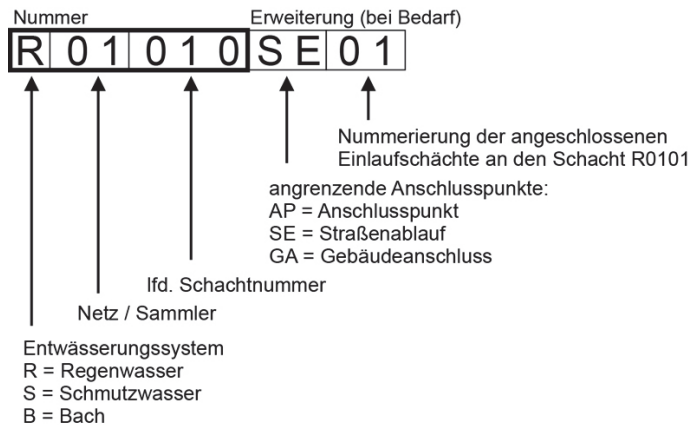 Nummer Erweiterung (bei Bedarf)
R 0 1 0 1 0 S E 0 1
Nummerierung der angeschlossenen
Einlaufschächte an den Schacht R0101
angrenzende Anschlusspunkte:
AP = Anschlusspunkt
SE = Straßenablauf
GA = Gebäudeanschluss
lfd. Schachtnummer
Netz / Sammler
Entwässerungssystem
R = Regenwasser
S = Schmutzwasser
B = Bach